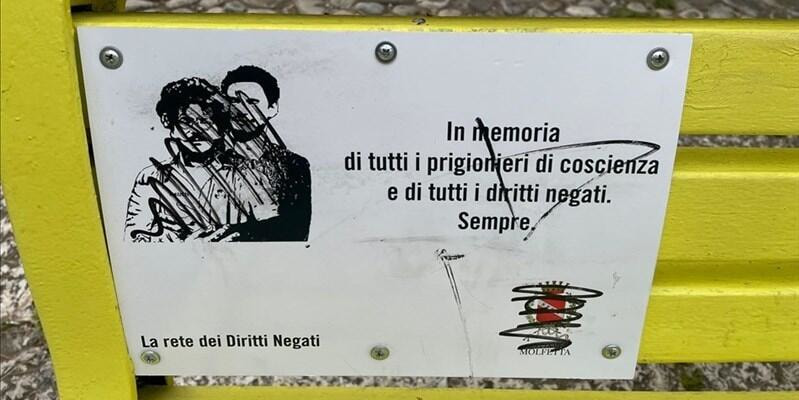 In memoria
di tutti i prigionieri di coscienza
e di tutti i diritti negati.
Sempre.
La rete dei Diritti Negati
MOLFETTA